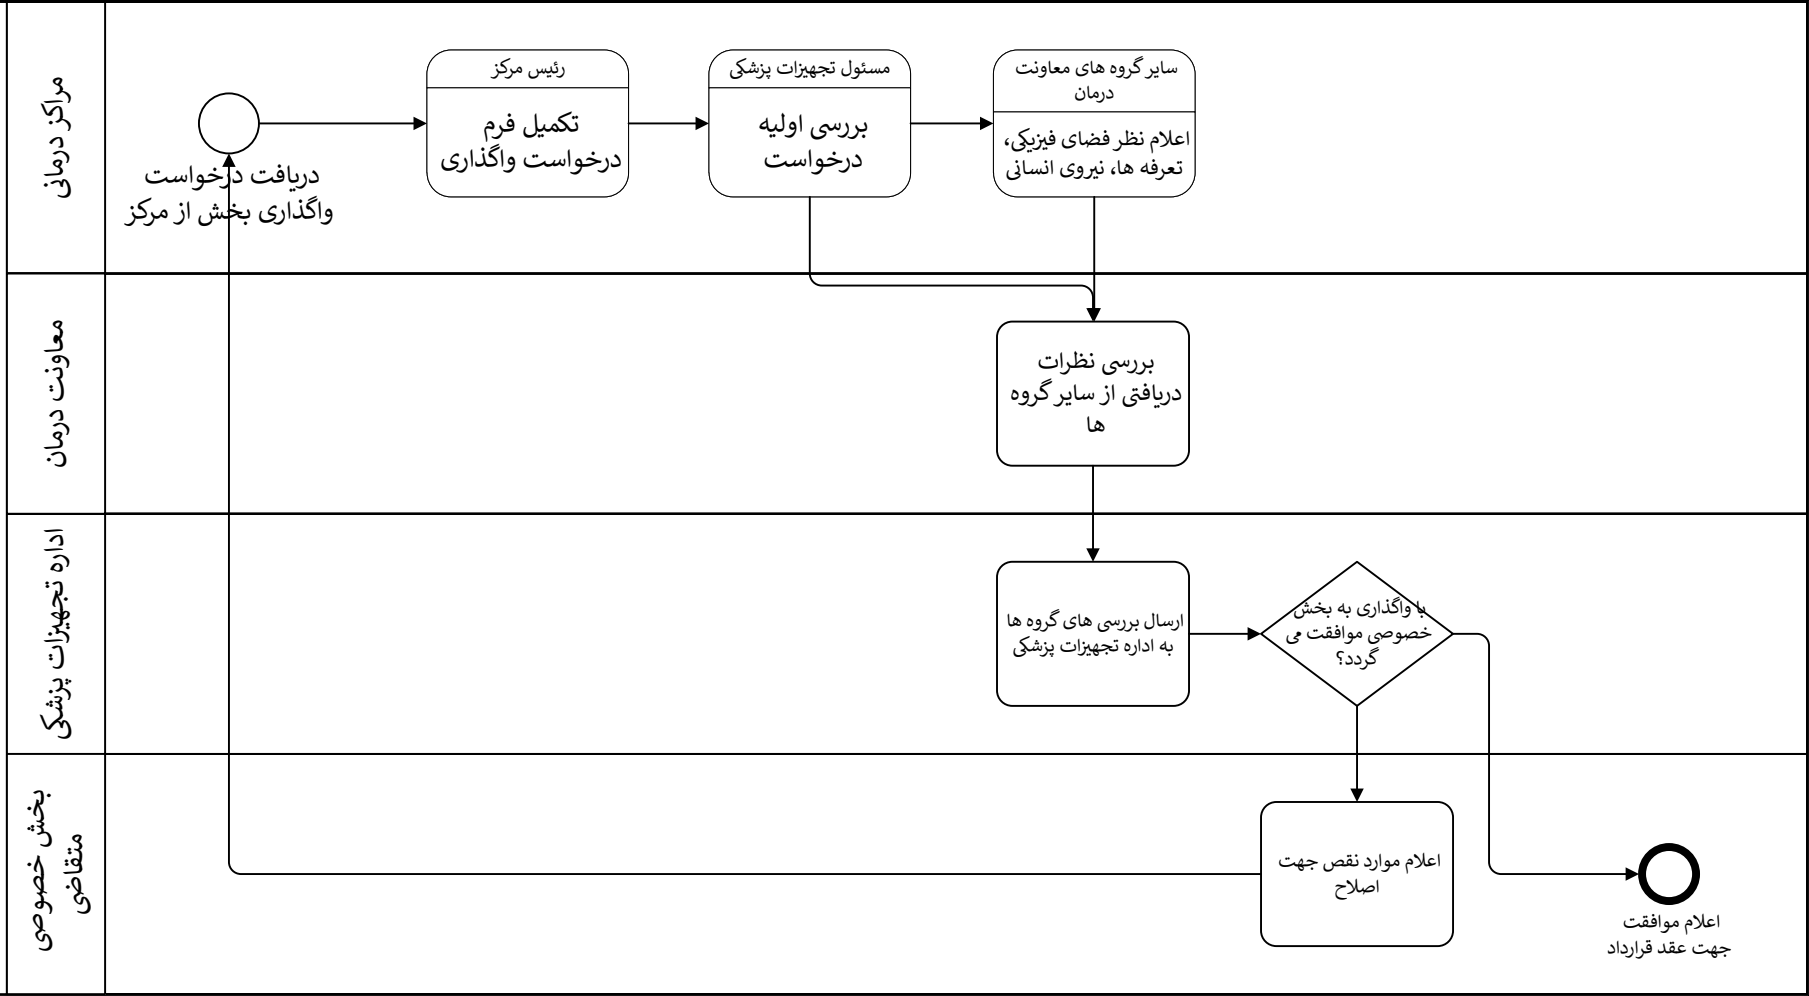 مراکز درمانی
رئیس مرکز
تکمیل فرم
درخواست واگذاری
مسئول تجهیزات پزشکی
بررسی اولیه
درخواست
سایر گروه های معاونت
درمان
اعلام نظر فضای فیزیکی،
تعرفه ها، نیروی انسانی
دریافت درخواست
واگذاری بخش از مرکز
معاونت درمان
بررسی نظرات
دریافتی از سایر گروه
ها
اداره تجهیزات پزشکی
ارسال بررسی های گروه ها
به اداره تجهیزات پزشکی
با واگذاری به بخش
خصوصی موافقت می
گردد؟
بخش خصوصی
متقاضی
اعلام موارد نقص جهت
اصلاح
اعلام موافقت
جهت عقد قرارداد